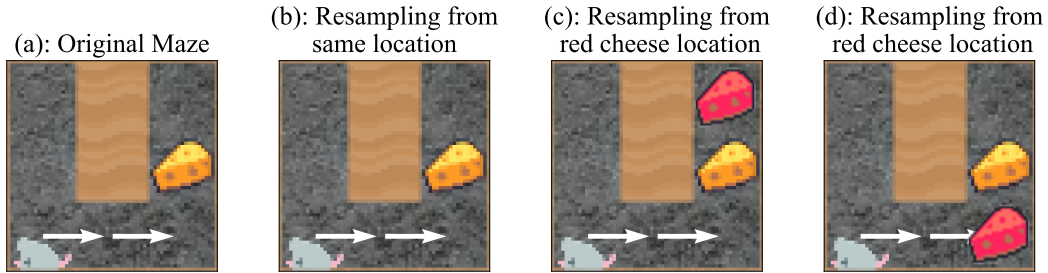 (a): Original Maze
(b): Resampling from
same location
(c): Resampling from
red cheese location
(d): Resampling from
red cheese location